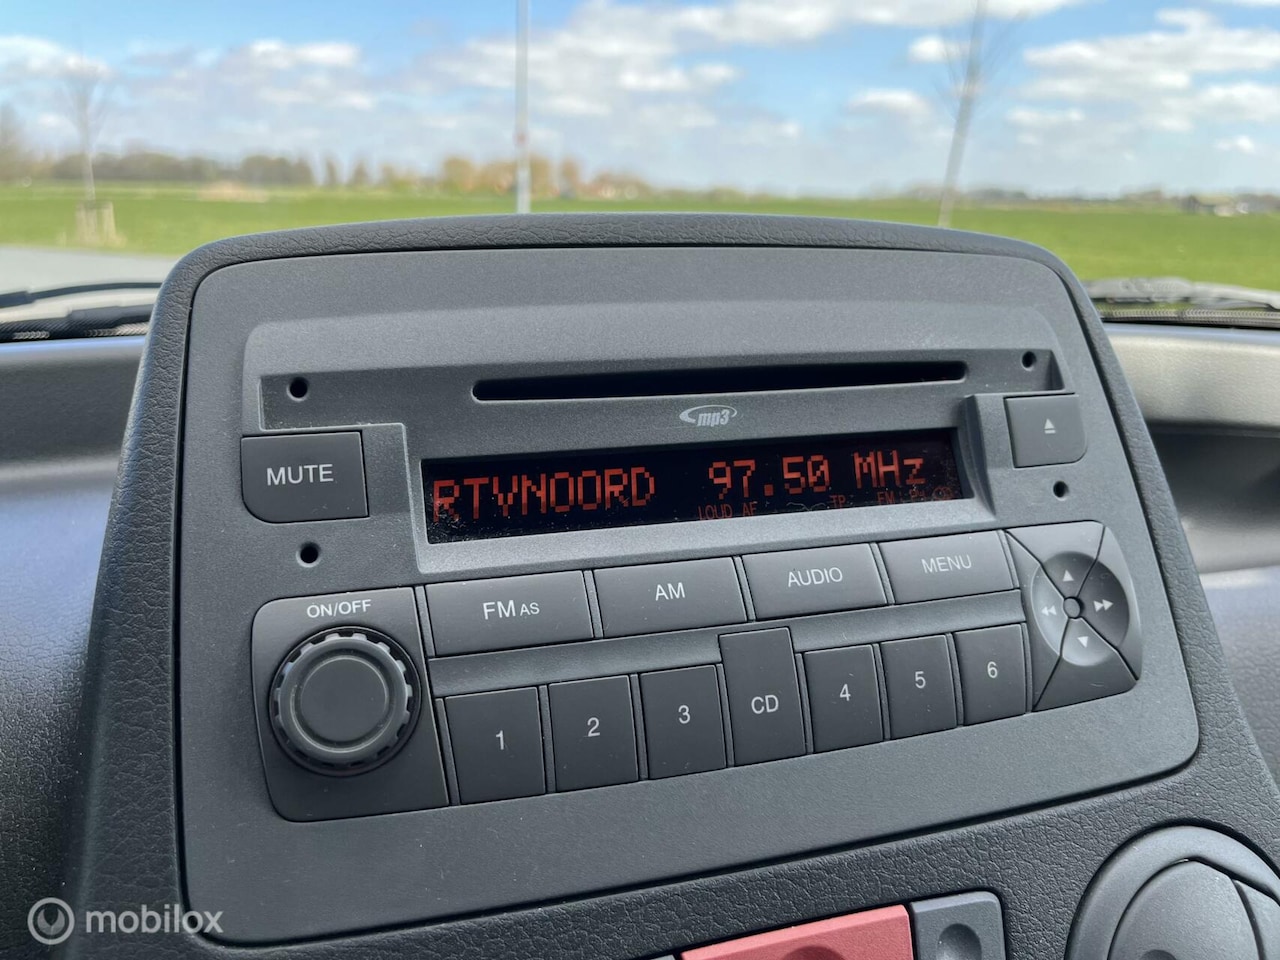 mp3
MUTE
RTVNOORD 97.50 MHz
LOUD AF TP FM
ON/OFF
FM AS AM AUDIO MENU
1 2 3 CD 4 5 6
mobilox